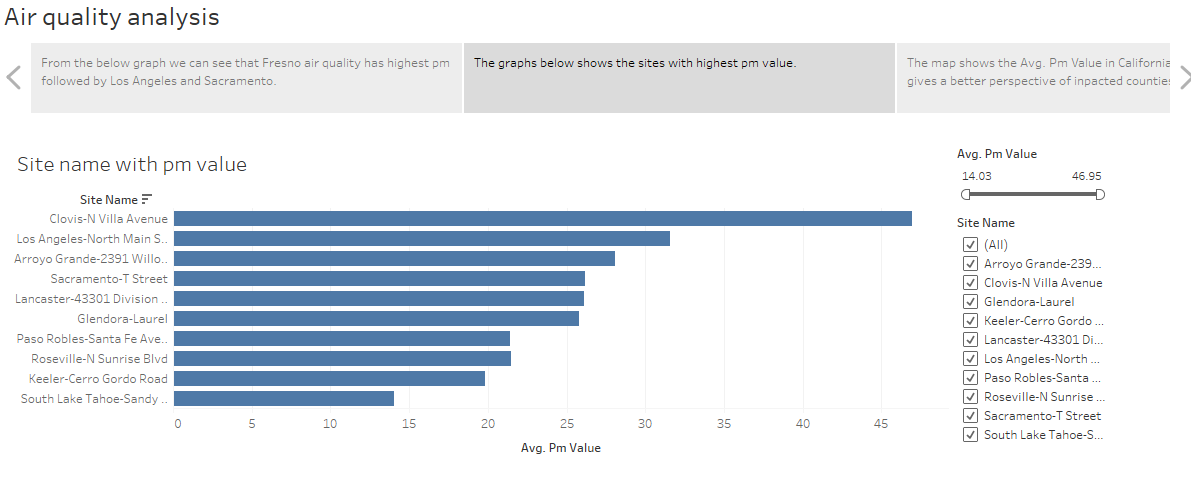 Air quality analysis
From the below graph we can see that Fresno air quality has highest pm
followed by Los Angeles and Sacramento.
The graphs below shows the sites with highest pm value.
The map shows the Avg. Pm Value in California
gives a better perspective of inpacted counties
Site name with pm value
Site Name
Clovis-N Villa Avenue
Los Angeles-North Main S..
Arroyo Grande-2391 Willo..
Sacramento-T Street
Lancaster-43301 Division ..
Glendora-Laurel
Paso Robles-Santa Fe Ave..
Roseville-N Sunrise Blvd
Keeler-Cerro Gordo Road
South Lake Tahoe-Sandy ..
0 5 10 15 20 25 30 35 40 45
Avg. Pm Value
Avg. Pm Value
14.03 46.95
Site Name
(All)
Arroyo Grande-239...
Clovis-N Villa Avenue
Glendora-Laurel
Keeler-Cerro Gordo ...
Lancaster-43301 Di...
Los Angeles-North ...
Paso Robles-Santa ...
Roseville-N Sunrise ...
Sacramento-T Street
South Lake Tahoe-S...